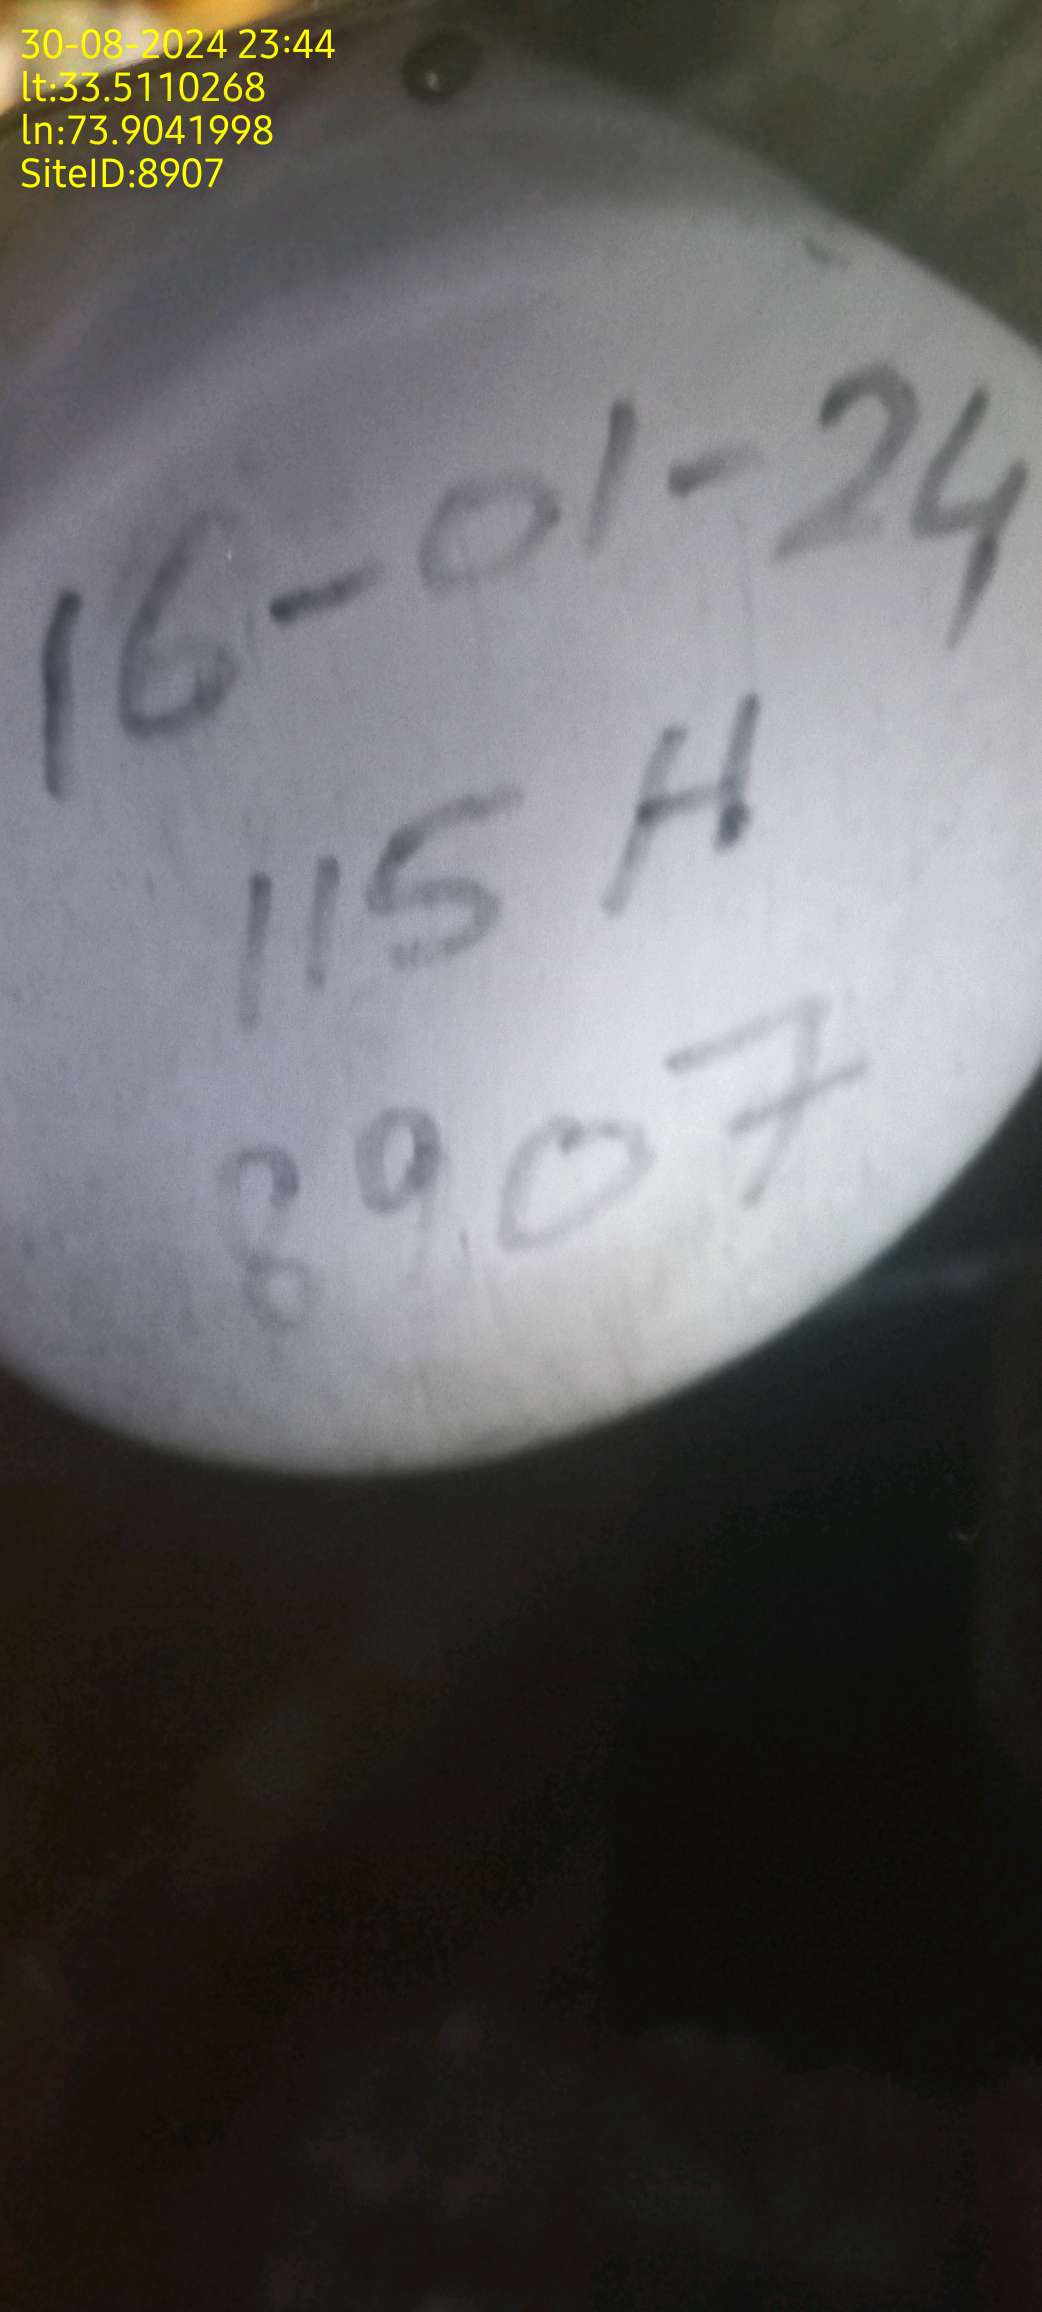 30-08-2024 23:44
lt:33.5110268
ln:73.9041998
SiteID:8907
16-01-24
115 H
8907